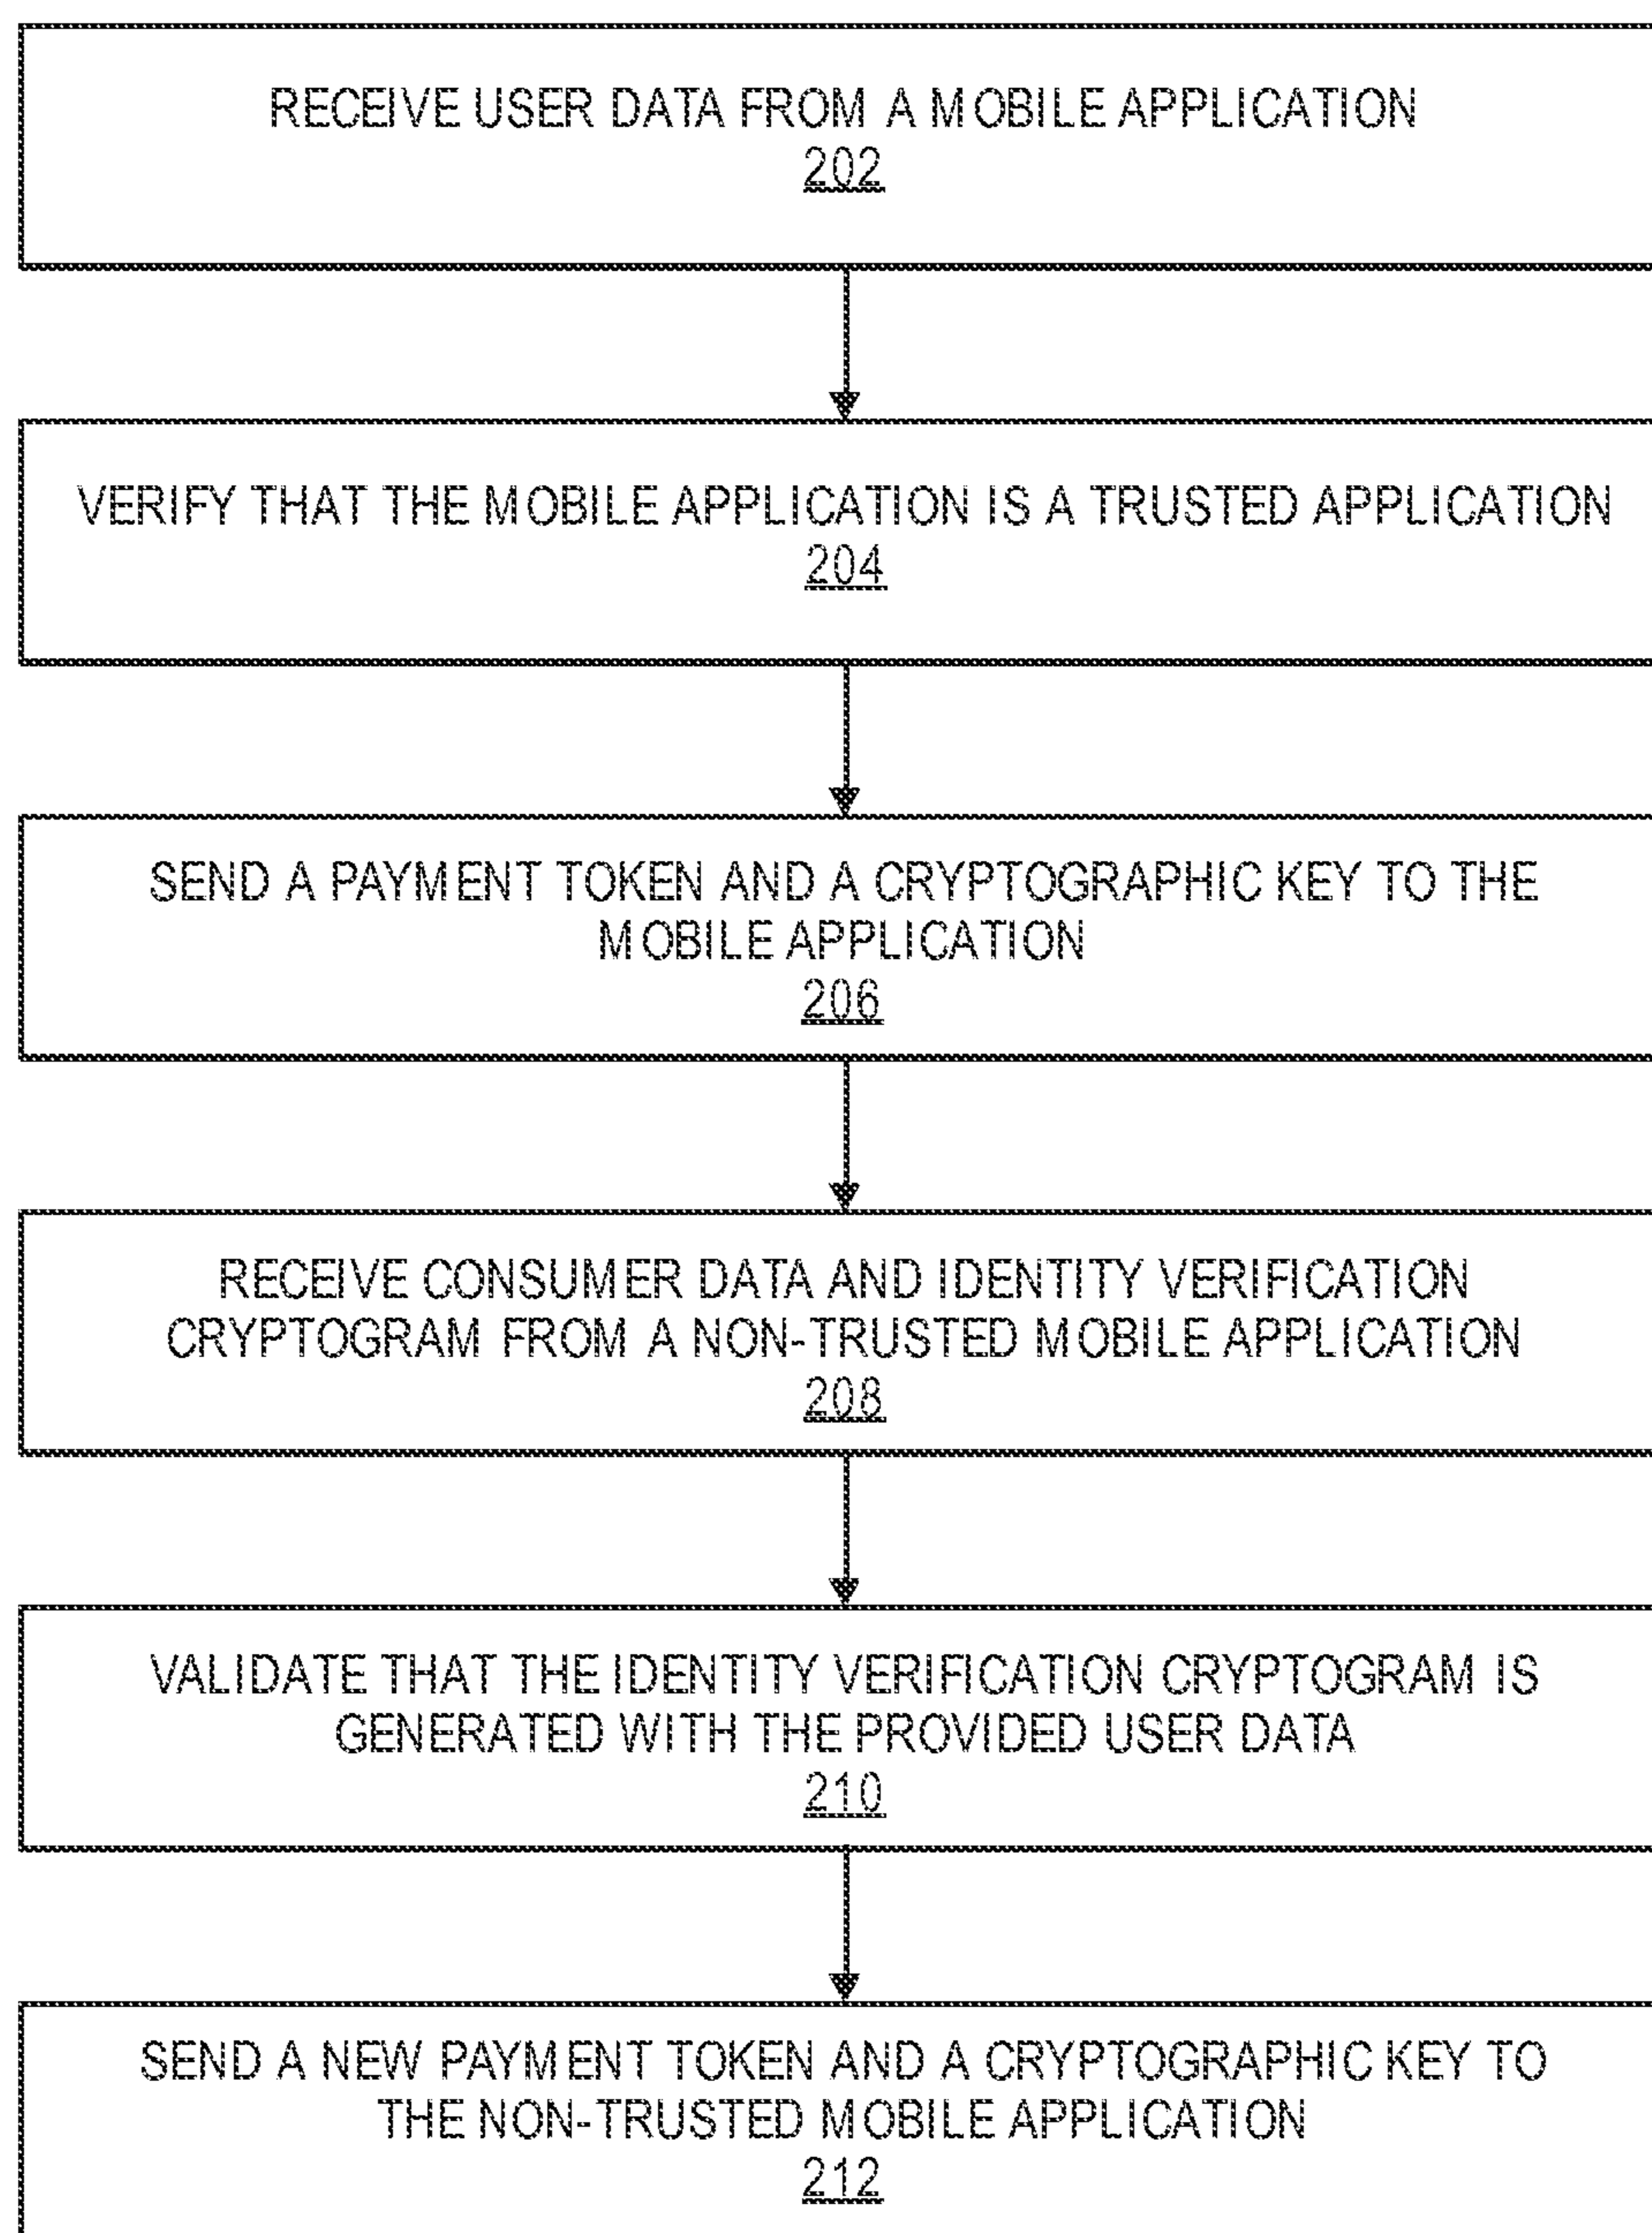 RECEIVE USER DATA FROM A MOBILE APPLICATION
202
VERIFY THAT THE MOBILE APPLICATION IS A TRUSTED APPLICATION
204
SEND A PAYMENT TOKEN AND A CRYPTOGRAPHIC KEY TO THE
MOBILE APPLICATION
206
RECEIVE CONSUMER DATA AND IDENTITY VERIFICATION
CRYPTOGRAM FROM A NON-TRUSTED MOBILE APPLICATION
208
VALIDATE THAT THE IDENTITY VERIFICATION CRYPTOGRAM IS
GENERATED WITH THE PROVIDED USER DATA
210
SEND A NEW PAYMENT TOKEN AND A CRYPTOGRAPHIC KEY TO
THE NON-TRUSTED MOBILE APPLICATION
212